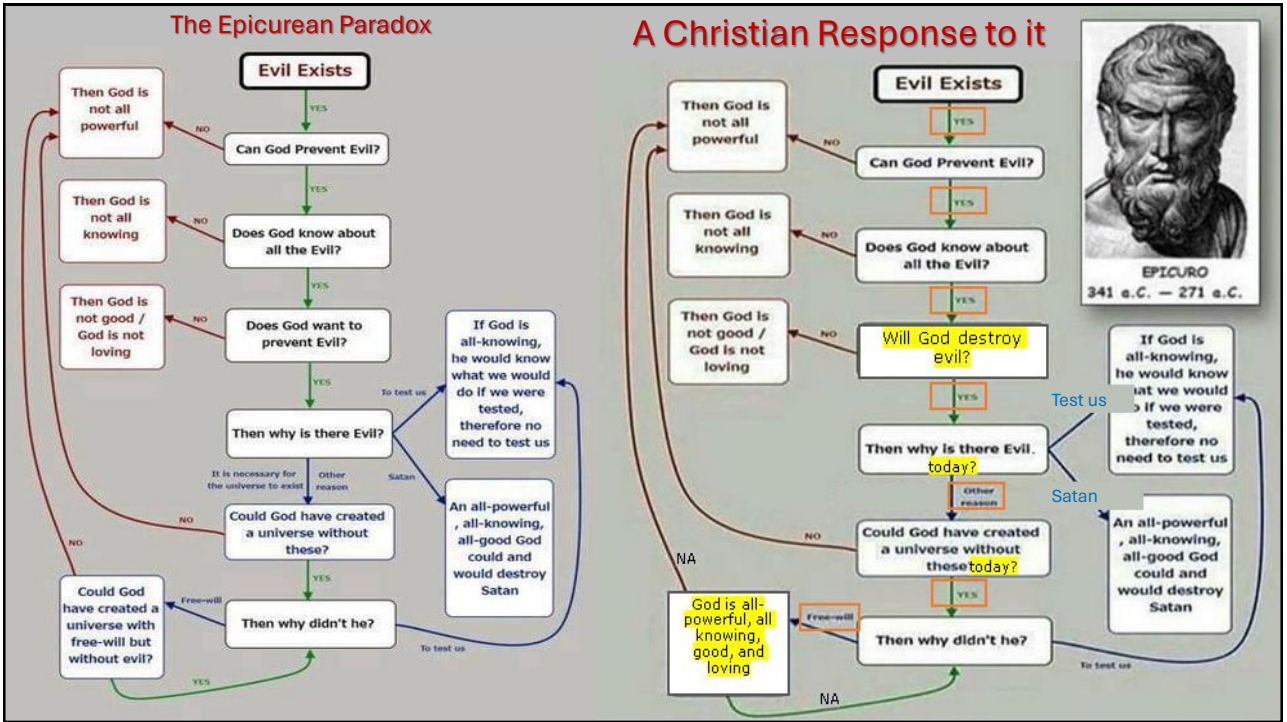 The Epicurean Paradox
Evil Exists
Then God is
not all
powerful
YES
NO
Can God Prevent Evil?
YES
Then God is
not all
knowing
NO
Does God know about
all the Evil?
YES
Then God is
not good /
God is not
loving
NO
Does God want to
prevent Evil?
YES
If God is
all-knowing,
he would know
what we would
do if we were
tested,
therefore no
need to test us
To test us
Then why is there Evil?
It is necessary for
the universe to exist
Other
reason
Satan
An all-powerful
, all-knowing,
all-good God
could and
would destroy
Satan
NO
Could God have created
a universe without
these?
NO
YES
Could God
have created a
universe with
free-will but
without evil?
Free-will
Then why didn't he?
To test us
YES
A Christian Response to it
Evil Exists
Then God is
not all
powerful
YES
NO
Can God Prevent Evil?
YES
Then God is
not all
knowing
NO
Does God know about
all the Evil?
YES
Then God is
not good /
God is not
loving
NO
Will God destroy
evil?
YES
If God is
all-knowing,
he would know
at we would
if we were
tested,
therefore no
need to test us
Test us
Then why is there Evil.
today?
Other
reason
Satan
An all-powerful
, all-knowing,
all-good God
could and
would destroy
Satan
NO
Could God have created
a universe without
these today?
NA
YES
God is all-
powerful, all
knowing,
good, and
loving
Free-will
Then why didn't he?
To test us
NA
EPICURO
341 a.C. — 271 a.C.